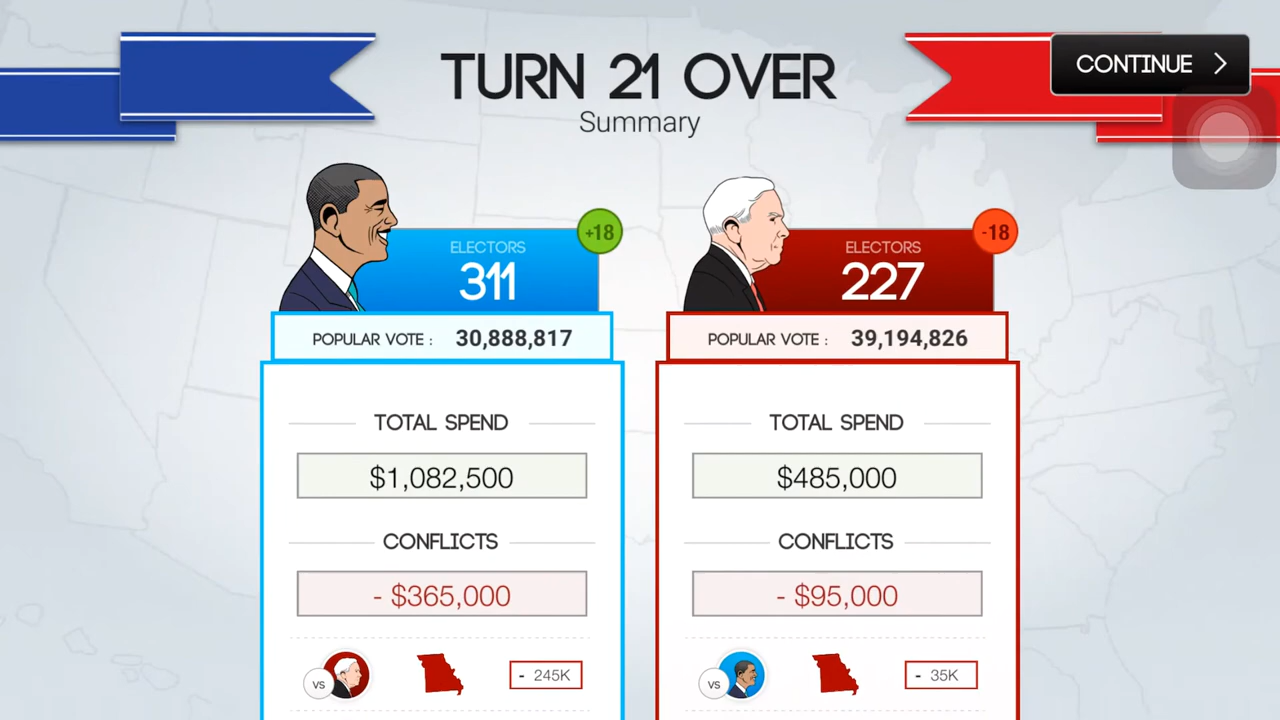 TURN 21 OVER
Summary
CONTINUE
+18
ELECTORS
311
POPULAR VOTE : 30,888,817
TOTAL SPEND
$1,082,500
CONFLICTS
- $365,000
VS
- 245K
-18
ELECTORS
227
POPULAR VOTE : 39,194,826
TOTAL SPEND
$485,000
CONFLICTS
- $95,000
VS
- 35K